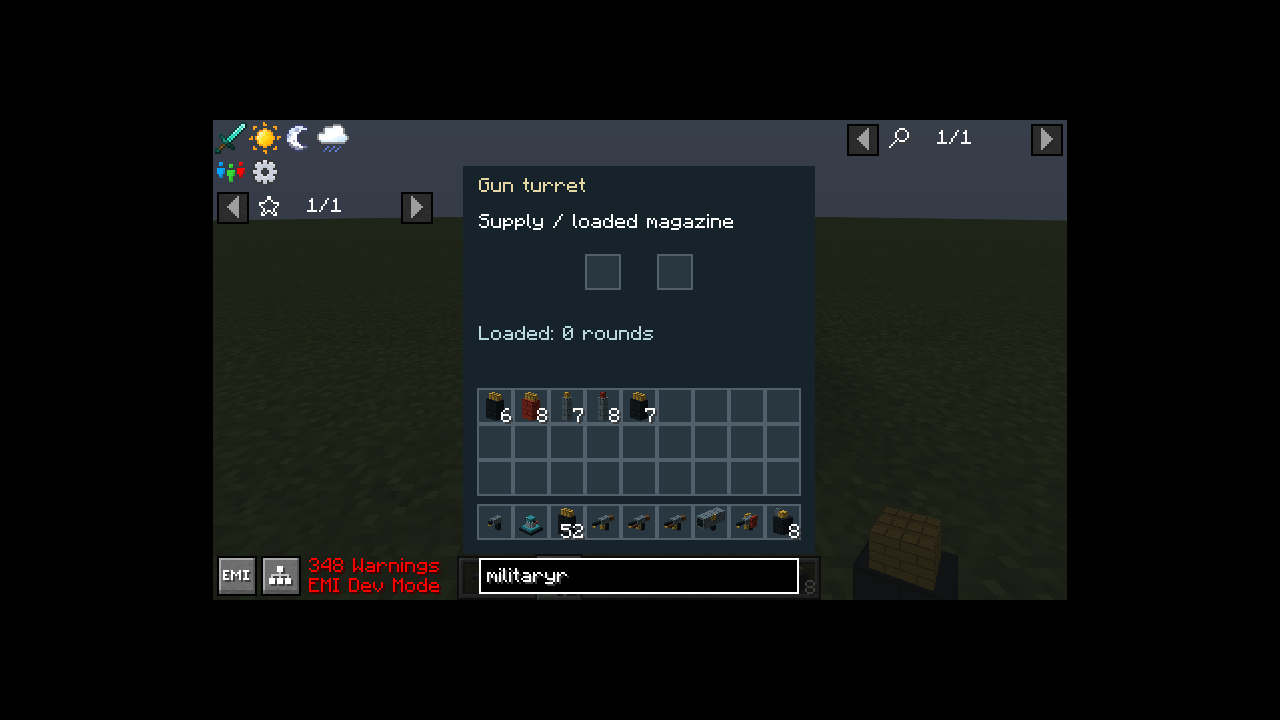 1/1
1/1
Gun turret
Supply / loaded magazine
Loaded: 0 rounds
6 8 7 8 7
52 8
EMI
348 Warnings
EMI Dev Mode
militaryr
8